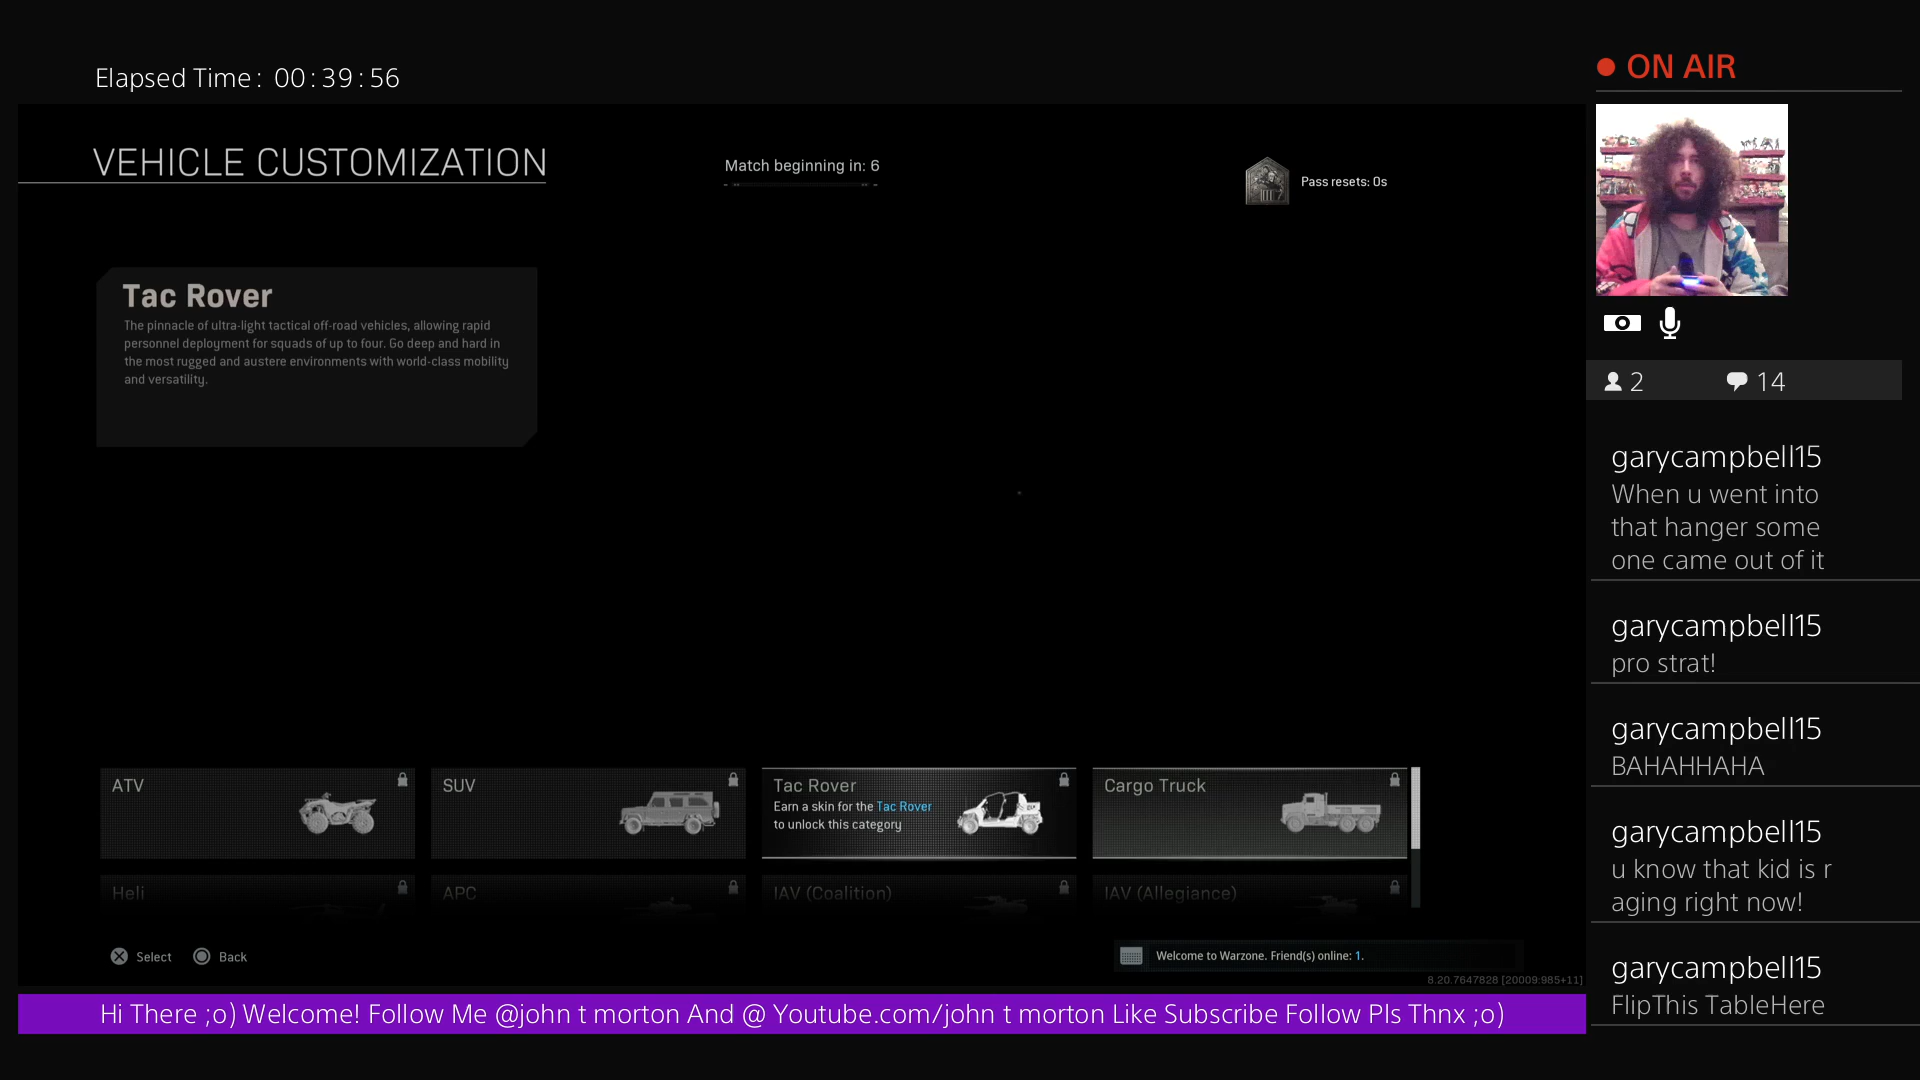 Elapsed Time: 00:39:56
ON AIR
VEHICLE CUSTOMIZATION
Match beginning in: 6
Pass resets: 0s
Tac Rover
The pinnacle of ultra-light tactical off-road vehicles, allowing rapid
personnel deployment for squads of up to four. Go deep and hard in
the most rugged and austere environments with world-class mobility
and versatility.
2
14
garycampbell15
When u went into
that hanger some
one came out of it
garycampbell15
pro strat!
garycampbell15
BAHAHHAHA
garycampbell15
u know that kid is r
aging right now!
garycampbell15
FlipThis TableHere
ATV
SUV
Tac Rover
Earn a skin for the Tac Rover
to unlock this category
Cargo Truck
Heli
APC
IAV (Coalition)
IAV (Allegiance)
Select
Back
Welcome to Warzone. Friend(s) online: 1.
8.20.7647828 [20009:985+11]
Hi There ;o) Welcome! Follow Me @john t morton And @ Youtube.com/john t morton Like Subscribe Follow Pls Thnx ;o)